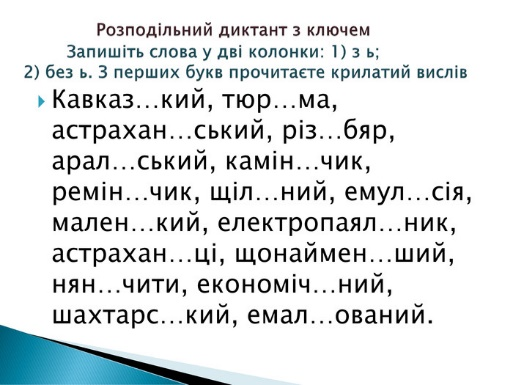 Розподільний диктант з ключем
Запишіть слова у дві колонки: 1) з ь;
2) без ь. З перших букв прочитаєте крилатий вислів
Кавказ…кий, тюр…ма,
астрахан…ський, різ…бяр,
арал…ський, камін…чик,
ремін…чик, щіл…ний, емул…сія,
мален…кий, електропаял…ник,
астрахан…ці, щонаймен…ший,
нян…чити, економіч…ний,
шахтарс…кий, емал…ований.